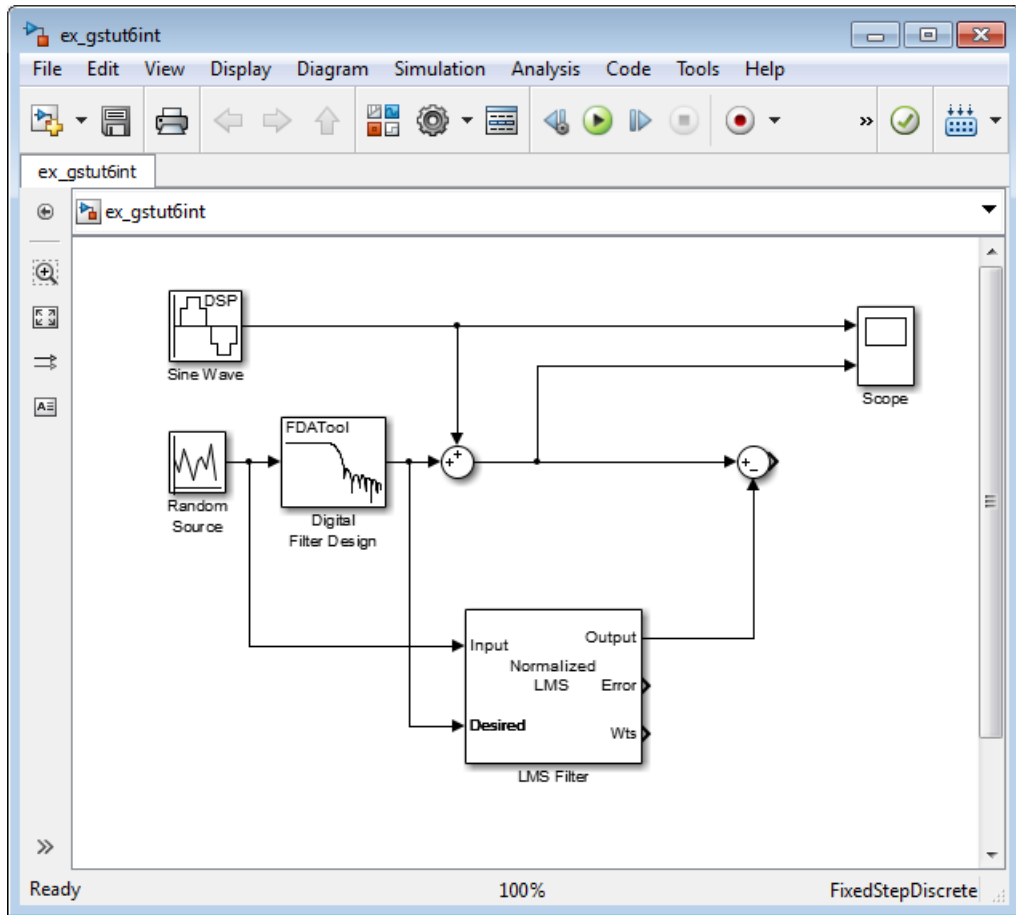 ex_gstut6int
File Edit View Display Diagram Simulation Analysis Code Tools Help
»
ex_gstut6int
ex_gstut6int
DSP
Sine Wave
Scope
FDATool
Random
Source
Digital
Filter Design
Input
Output
Normalized
LMS
Error
Desired
Wts
LMS Filter
Ready 100% FixedStepDiscrete